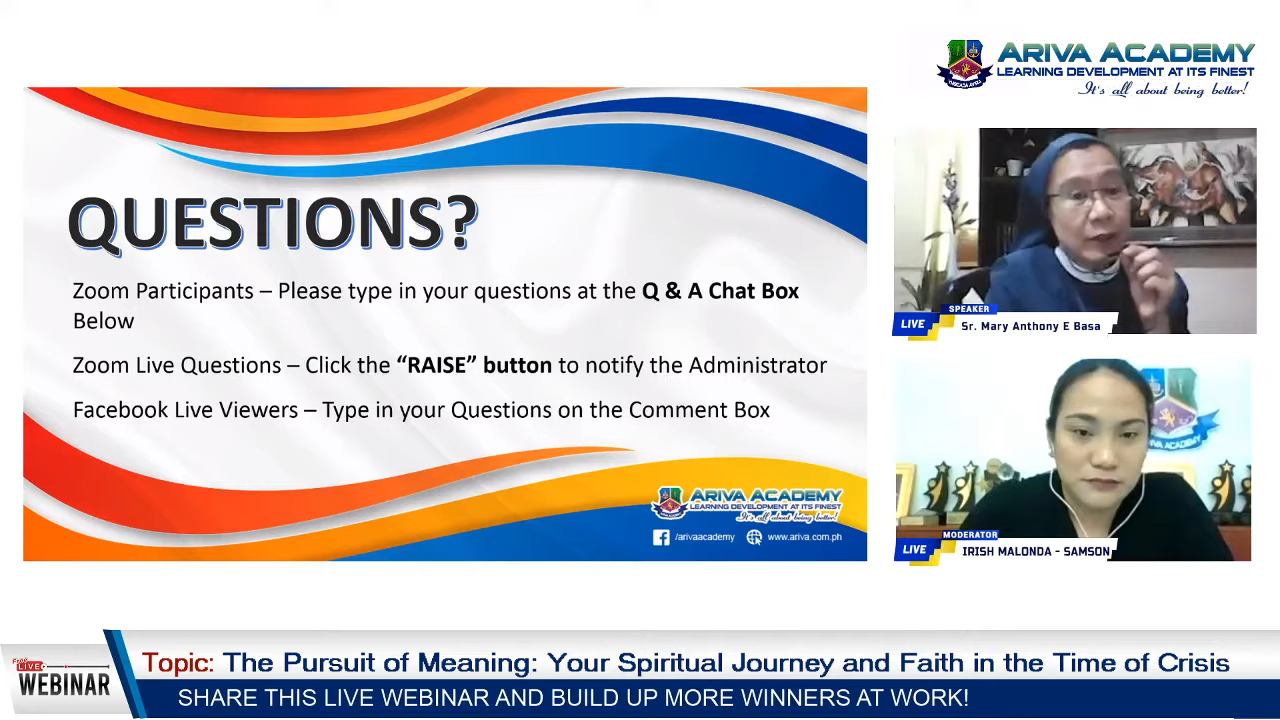 ARIVA ACADEMY
LEARNING DEVELOPMENT AT ITS FINEST
It's all about being better!
QUESTIONS?
Zoom Participants – Please type in your questions at the Q & A Chat Box
Below
Zoom Live Questions – Click the “RAISE” button to notify the Administrator
Facebook Live Viewers – Type in your Questions on the Comment Box
ARIVA ACADEMY
LEARNING DEVELOPMENT AT ITS FINEST
It's all about being better!
/arivaacademy
www.ariva.com.ph
SPEAKER
LIVE
Sr. Mary Anthony E Basa
ARIVA ACADEMY
MODERATOR
LIVE
IRISH MALONDA - SAMSON
Free
LIVE
WEBINAR
Topic: The Pursuit of Meaning: Your Spiritual Journey and Faith in the Time of Crisis
SHARE THIS LIVE WEBINAR AND BUILD UP MORE WINNERS AT WORK!